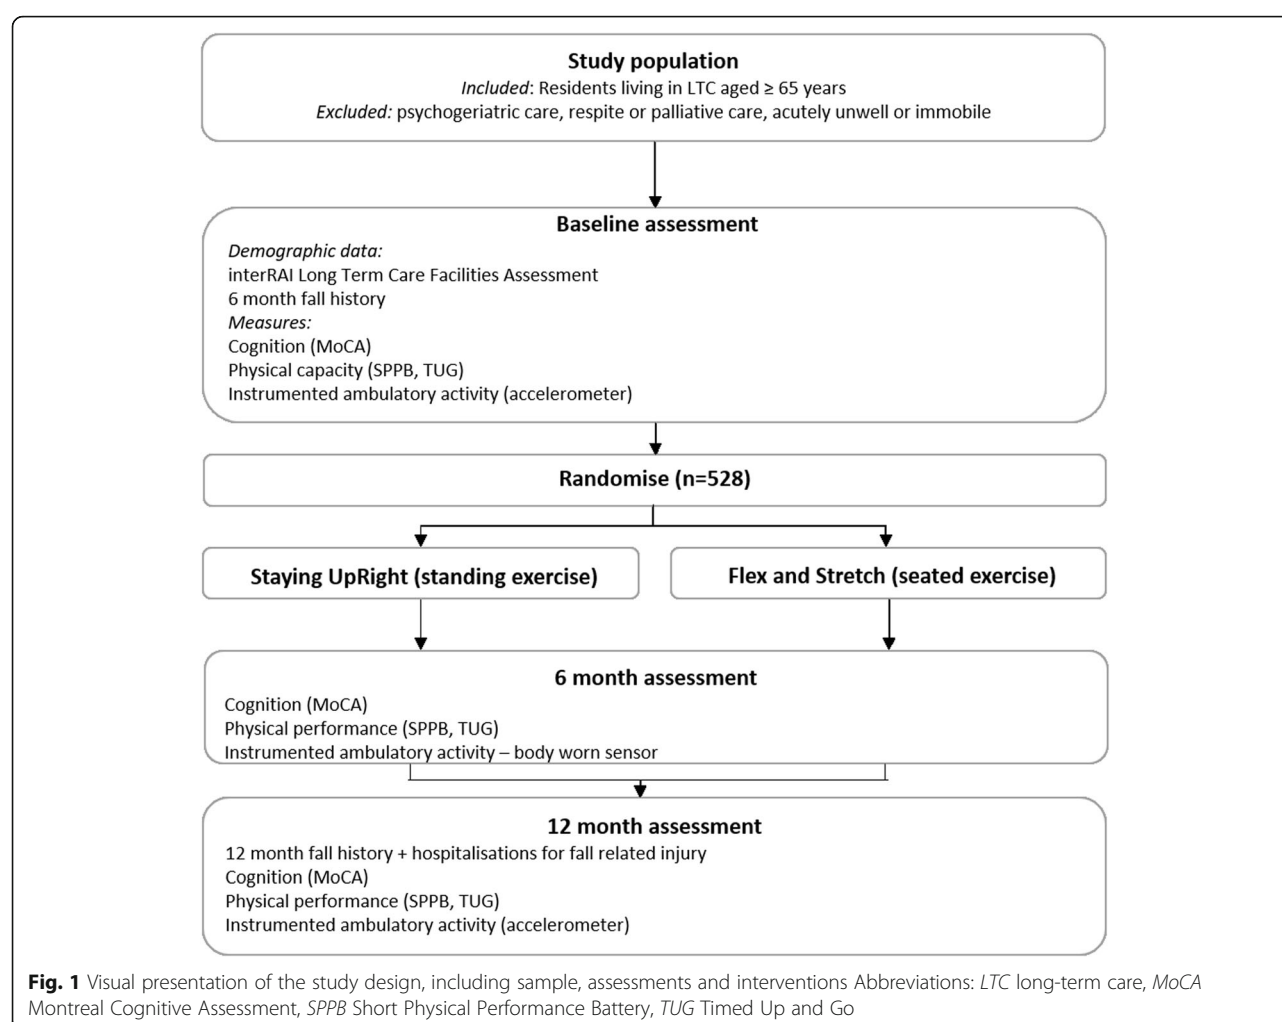 Study population
Included: Residents living in LTC aged ≥ 65 years
Excluded: psychogeriatric care, respite or palliative care, acutely unwell or immobile
Baseline assessment
Demographic data:
interRAI Long Term Care Facilities Assessment
6 month fall history
Measures:
Cognition (MoCA)
Physical capacity (SPPB, TUG)
Instrumented ambulatory activity (accelerometer)
Randomise (n=528)
Staying UpRight (standing exercise)
Flex and Stretch (seated exercise)
6 month assessment
Cognition (MoCA)
Physical performance (SPPB, TUG)
Instrumented ambulatory activity – body worn sensor
12 month assessment
12 month fall history + hospitalisations for fall related injury
Cognition (MoCA)
Physical performance (SPPB, TUG)
Instrumented ambulatory activity (accelerometer)
Fig. 1 Visual presentation of the study design, including sample, assessments and interventions Abbreviations: LTC long-term care, MoCA
Montreal Cognitive Assessment, SPPB Short Physical Performance Battery, TUG Timed Up and Go